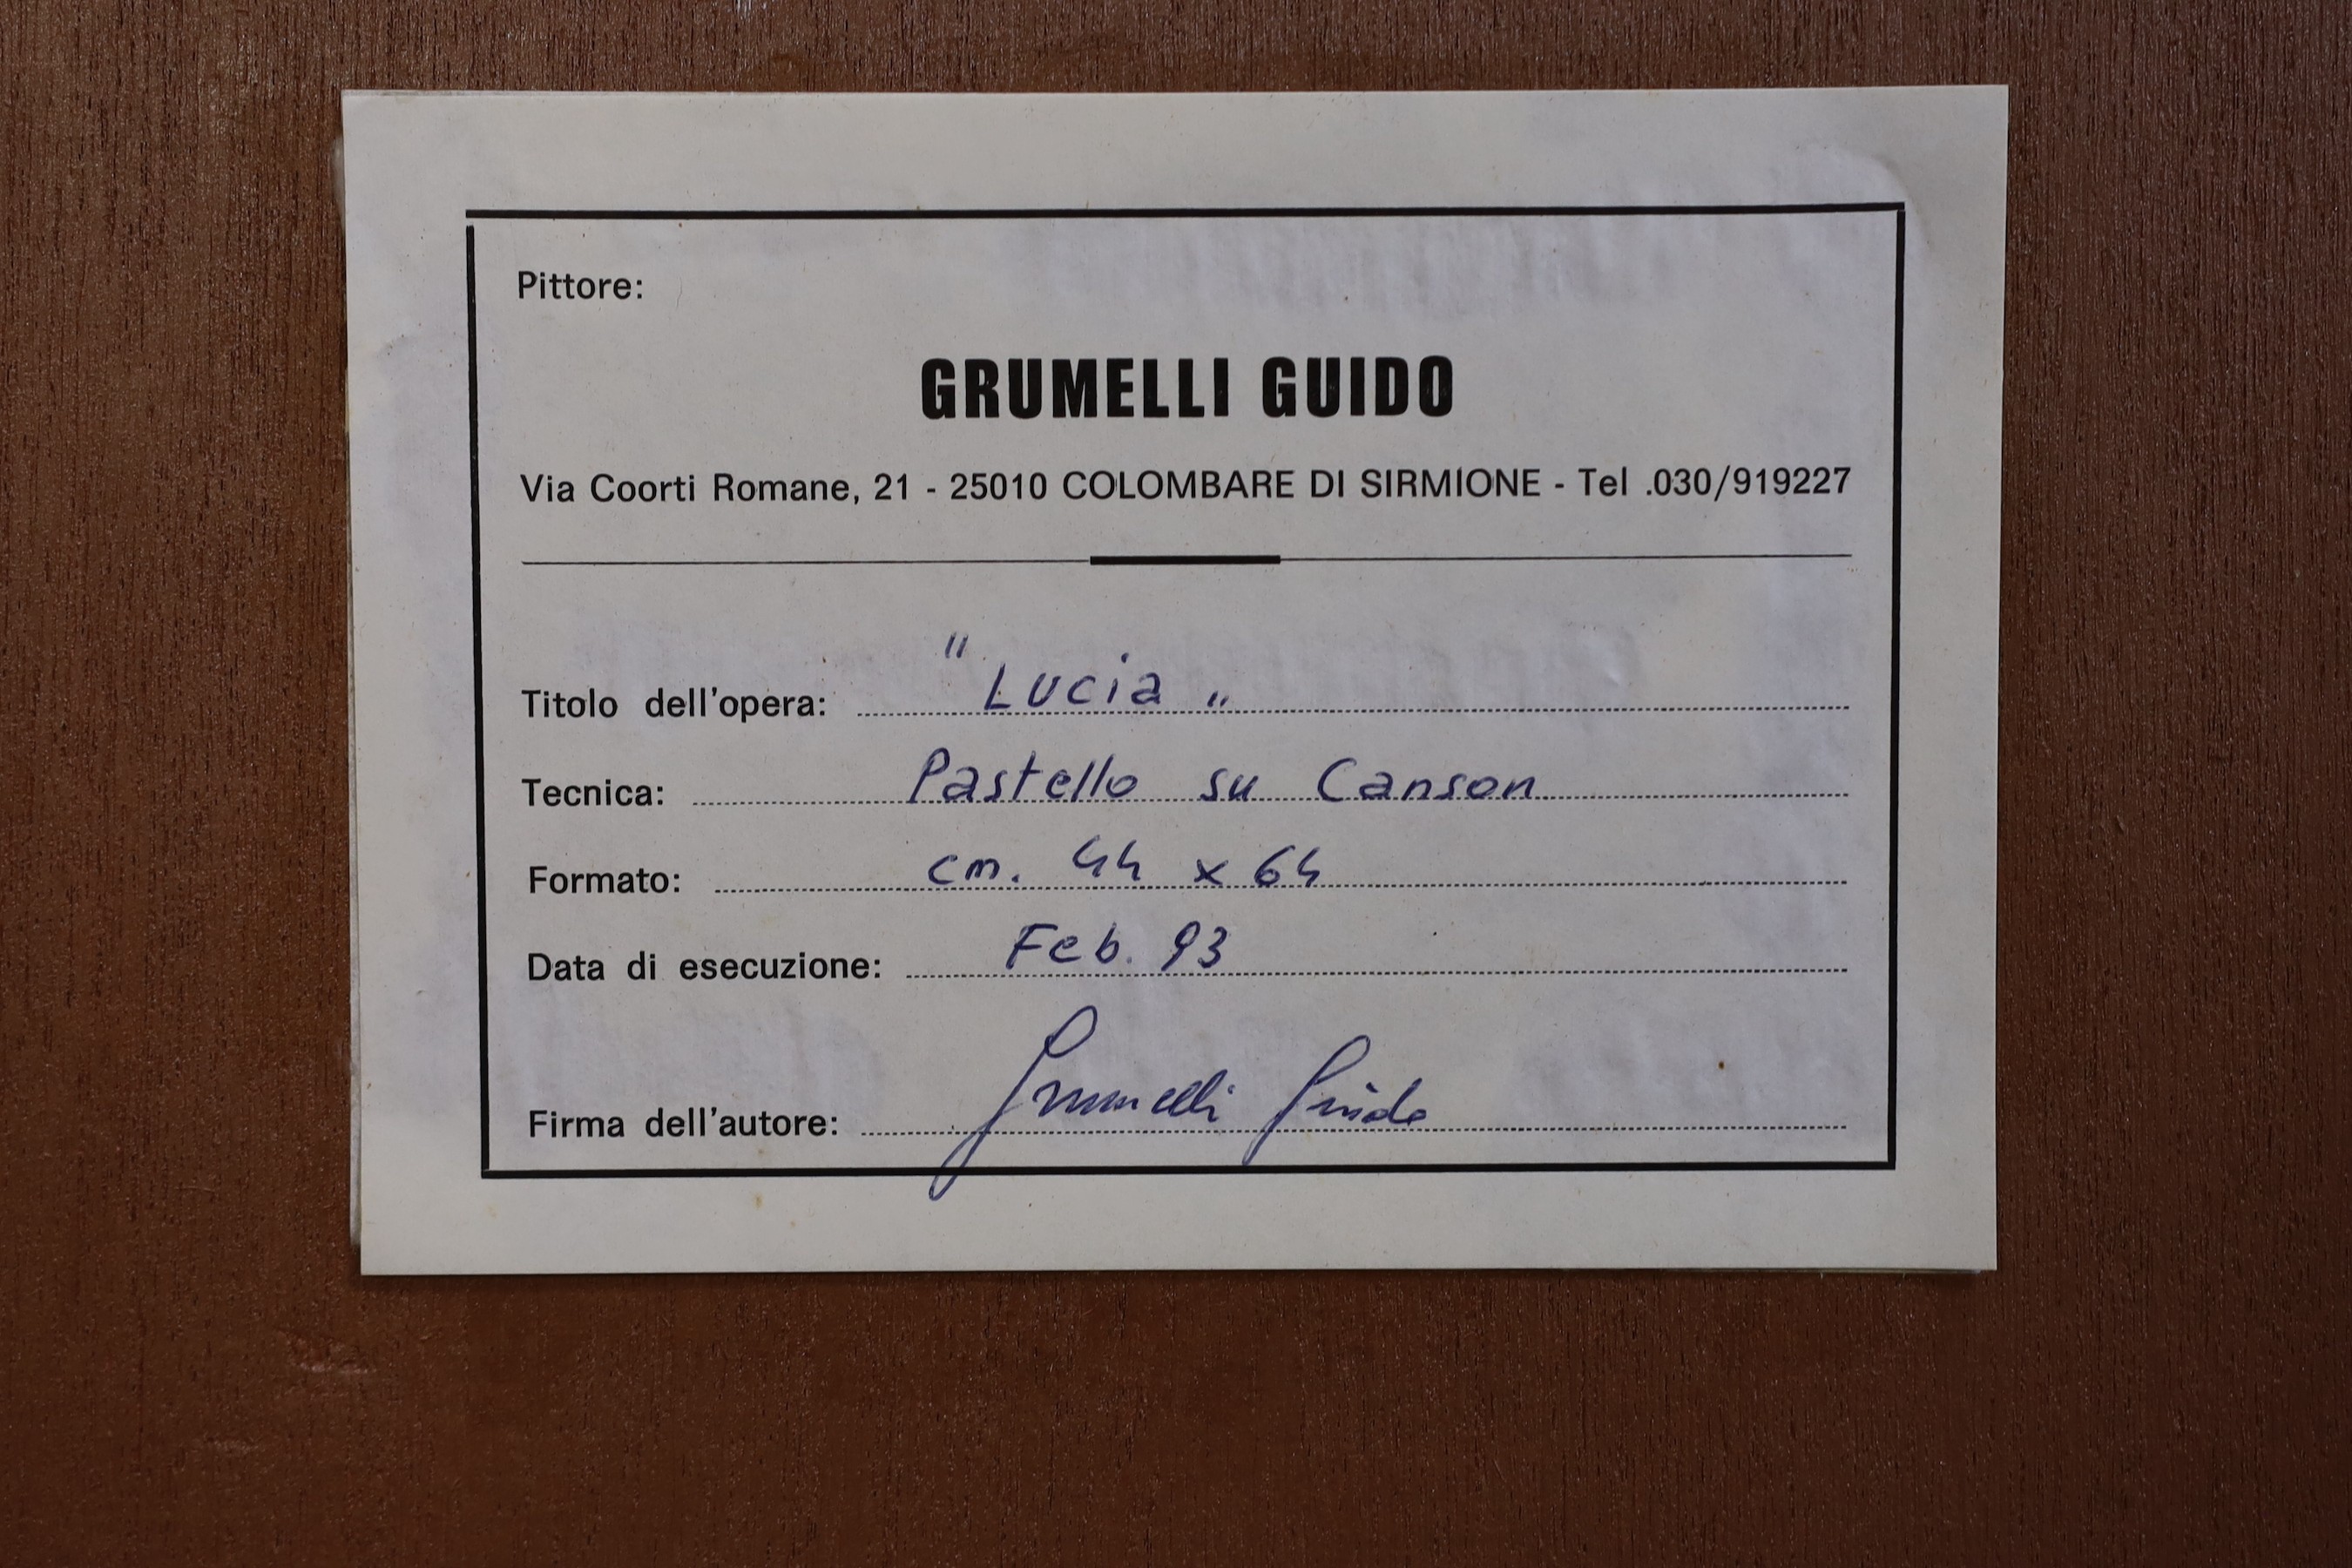 Pittore:
GRUMELLI GUIDO
Via Coorti Romane, 21 - 25010 COLOMBARE DI SIRMIONE - Tel .030/919227
Titolo dell'opera: "Lucia„
Tecnica: Pastello su Canson
Formato: cm. 44 x 64
Data di esecuzione: Feb. 93
Firma dell'autore: Grumelli Guido